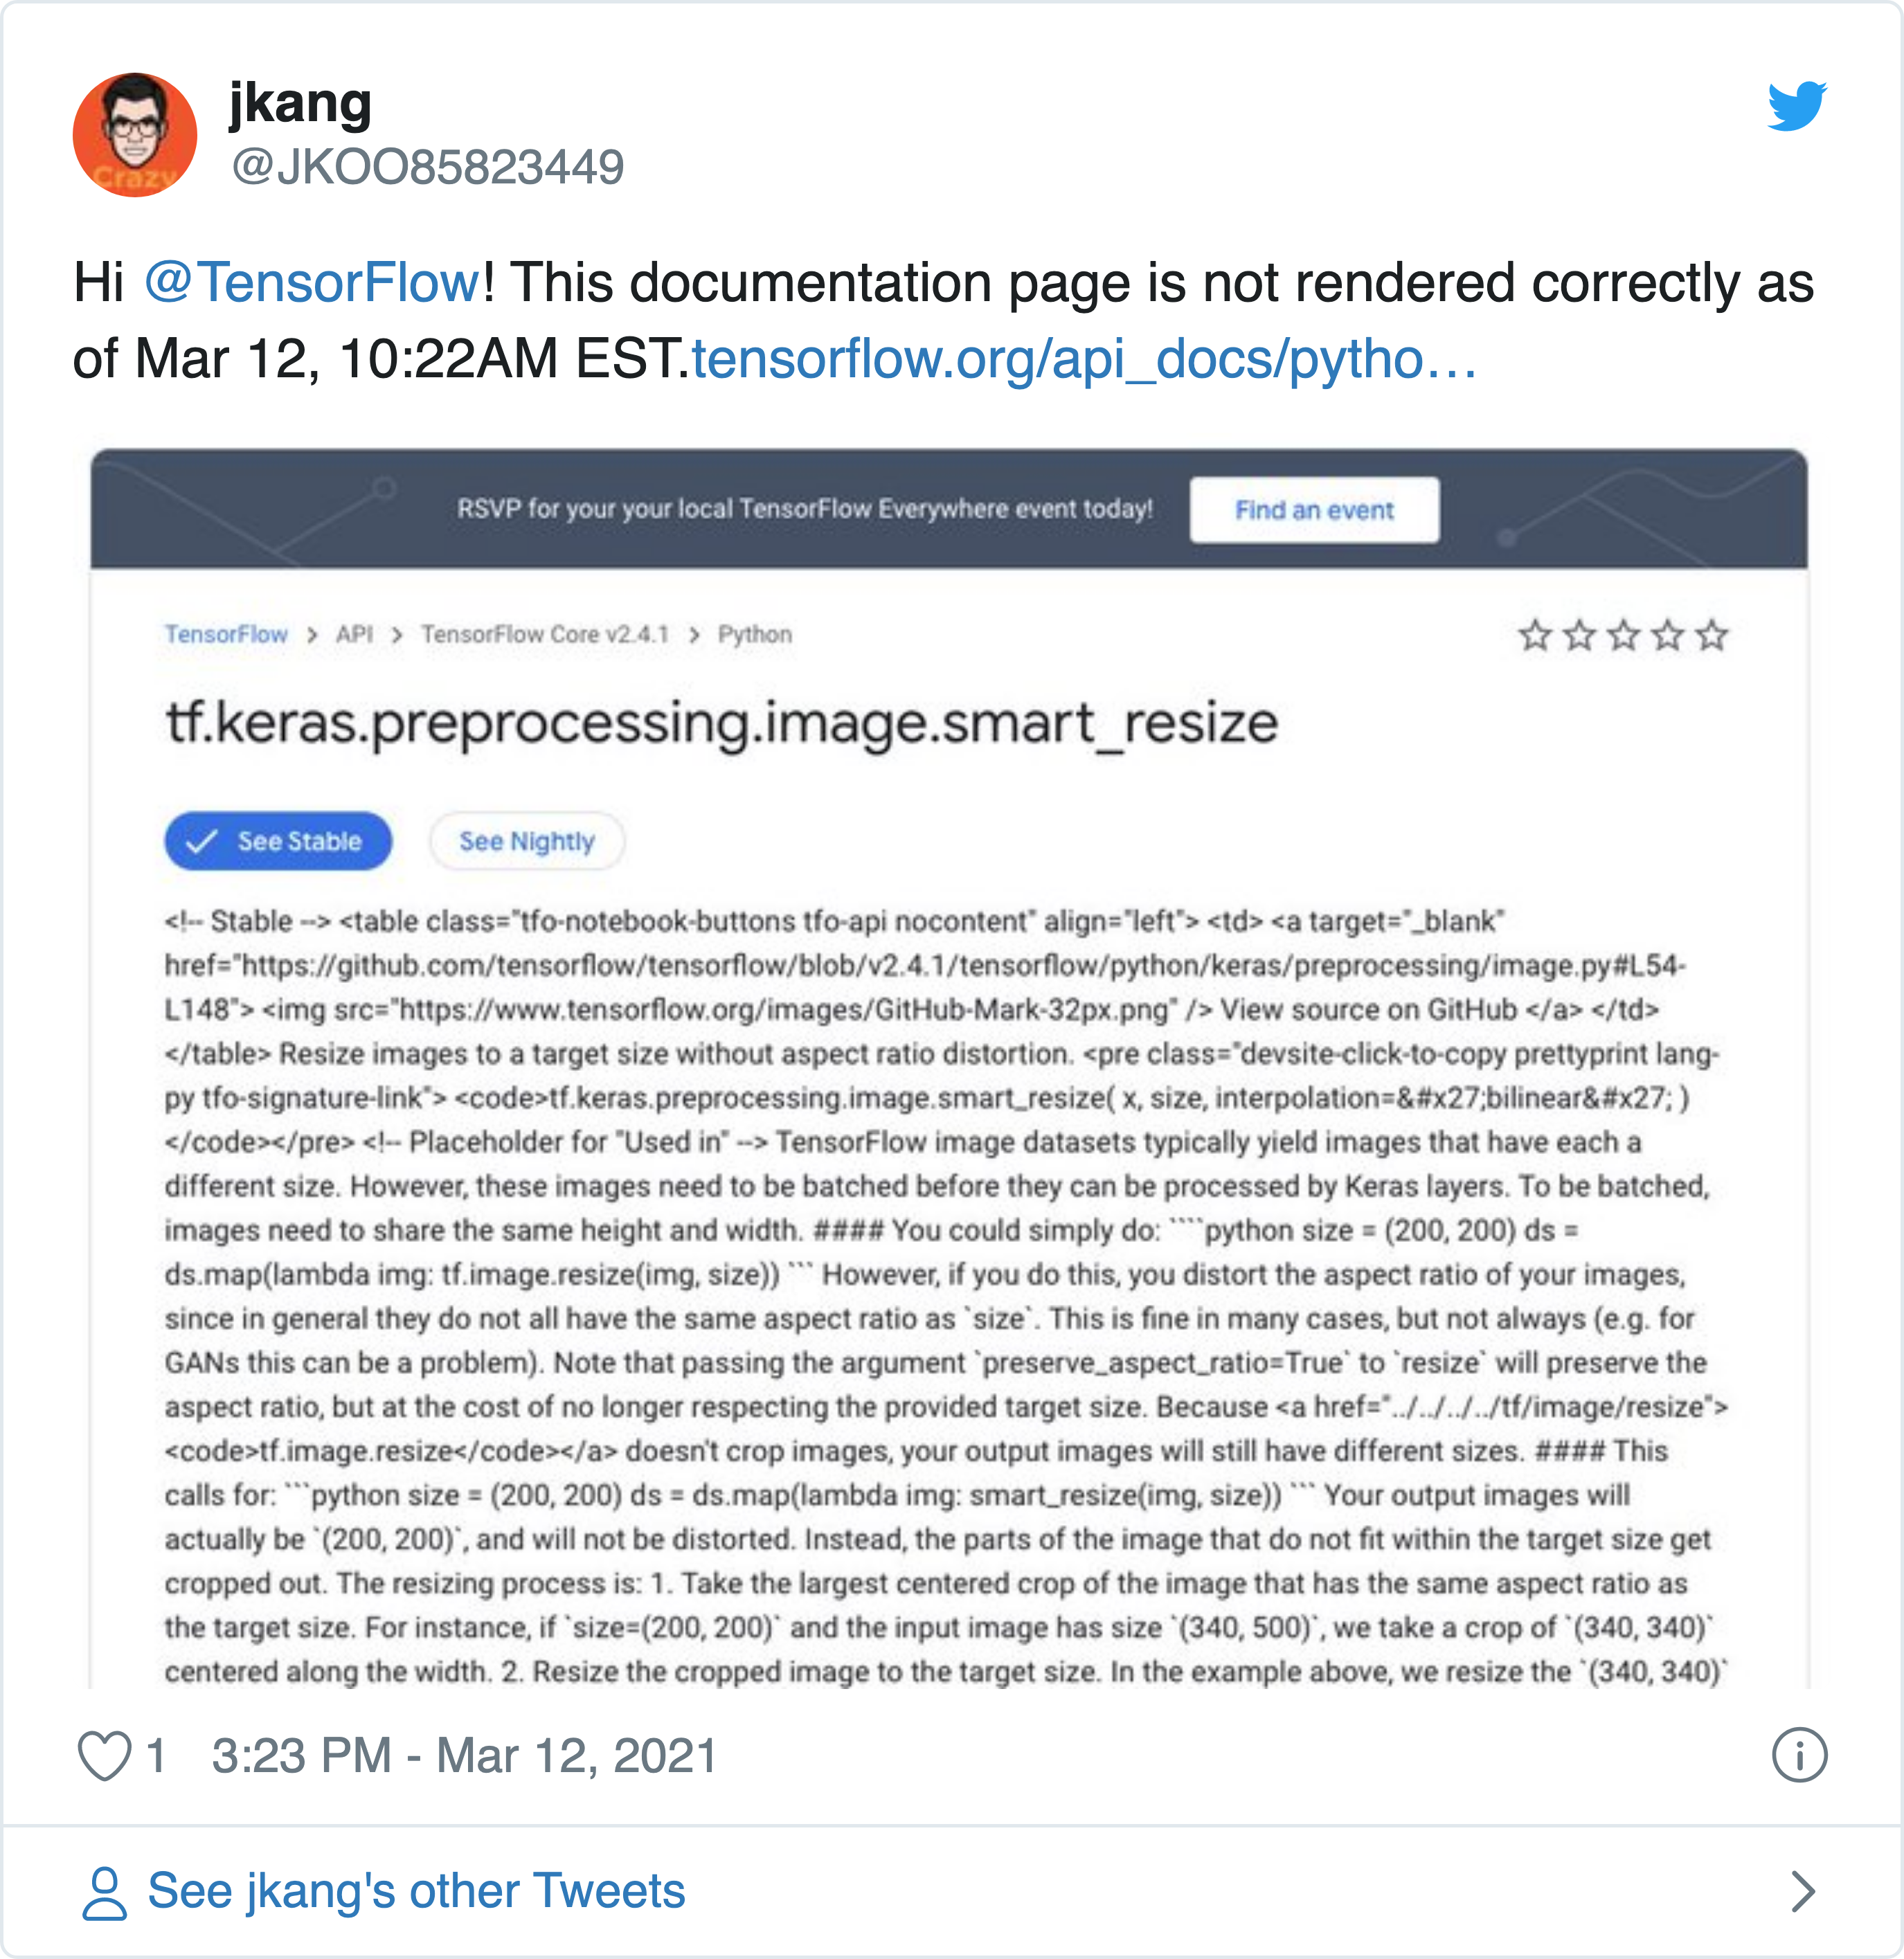 jkang
@JKOO85823449
Crazy
Hi @TensorFlow! This documentation page is not rendered correctly as
of Mar 12, 10:22AM EST.tensorflow.org/api_docs/pytho…
RSVP for your your local TensorFlow Everywhere event today!
Find an event
TensorFlow > API > TensorFlow Core v2.4.1 > Python
tf.keras.preprocessing.image.smart_resize
See Stable
See Nightly
<!-- Stable --> <table class="tfo-notebook-buttons tfo-api nocontent" align="left"> <td> <a target="_blank"
href="https://github.com/tensorflow/tensorflow/blob/v2.4.1/tensorflow/python/keras/preprocessing/image.py#L54-
L148"> <img src="https://www.tensorflow.org/images/GitHub-Mark-32px.png" /> View source on GitHub </a> </td>
</table> Resize images to a target size without aspect ratio distortion. <pre class="devsite-click-to-copy prettyprint lang-
py tfo-signature-link"> <code>tf.keras.preprocessing.image.smart_resize( x, size, interpolation=&#x27;bilinear&#x27; )
</code></pre> <!-- Placeholder for "Used in" --> TensorFlow image datasets typically yield images that have each a
different size. However, these images need to be batched before they can be processed by Keras layers. To be batched,
images need to share the same height and width. #### You could simply do: ````python size = (200, 200) ds =
ds.map(lambda img: tf.image.resize(img, size)) ``` However, if you do this, you distort the aspect ratio of your images,
since in general they do not all have the same aspect ratio as `size`. This is fine in many cases, but not always (e.g. for
GANs this can be a problem). Note that passing the argument `preserve_aspect_ratio=True` to `resize` will preserve the
aspect ratio, but at the cost of no longer respecting the provided target size. Because <a href="../../../../tf/image/resize">
<code>tf.image.resize</code></a> doesn't crop images, your output images will still have different sizes. #### This
calls for: ```python size = (200, 200) ds = ds.map(lambda img: smart_resize(img, size)) ``` Your output images will
actually be `(200, 200)`, and will not be distorted. Instead, the parts of the image that do not fit within the target size get
cropped out. The resizing process is: 1. Take the largest centered crop of the image that has the same aspect ratio as
the target size. For instance, if `size=(200, 200)` and the input image has size `(340, 500)`, we take a crop of `(340, 340)`
centered along the width. 2. Resize the cropped image to the target size. In the example above, we resize the `(340, 340)`
1 3:23 PM - Mar 12, 2021
See jkang's other Tweets